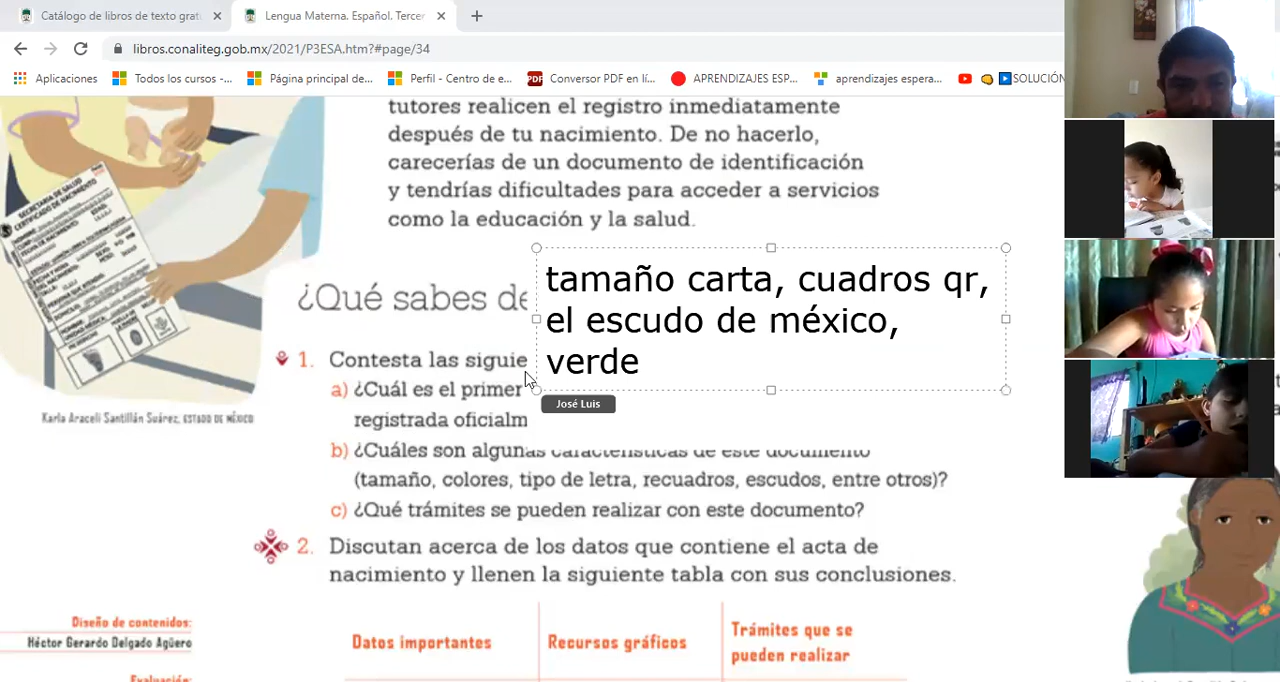 Catálogo de libros de texto grat
Lengua Materna. Español. Tercer
libros.conaliteg.gob.mx/2021/P3ESA.htm?#page/34
Aplicaciones
Todos los cursos -...
Página principal de...
Perfil - Centro de e...
PDF
Conversor PDF en lí...
APRENDIZAJES ESP...
aprendizajes espera...
SOLUCIÓN
tutores realicen el registro inmediatamente
después de tu nacimiento. De no hacerlo,
carecerías de un documento de identificación
y tendrías dificultades para acceder a servicios
como la educación y la salud.
SECRETARIA DE SALUD
CERTIFICADO DE NACIMIENTO
Karla Araceli Santillán Suárez, ESTADO DE MÉXICO
¿Qué sabes de
tamaño carta, cuadros qr,
el escudo de méxico,
verde
José Luis
1. Contesta las siguie
a) ¿Cuál es el primer
registrada oficialm
b) ¿Cuáles son algunas características de este documento
(tamaño, colores, tipo de letra, recuadros, escudos, entre otros)?
c) ¿Qué trámites se pueden realizar con este documento?
2. Discutan acerca de los datos que contiene el acta de
nacimiento y llenen la siguiente tabla con sus conclusiones.
Diseño de contenidos:
Héctor Gerardo Delgado Agüero
Evaluación:
Datos importantes
Recursos gráficos
Trámites que se
pueden realizar